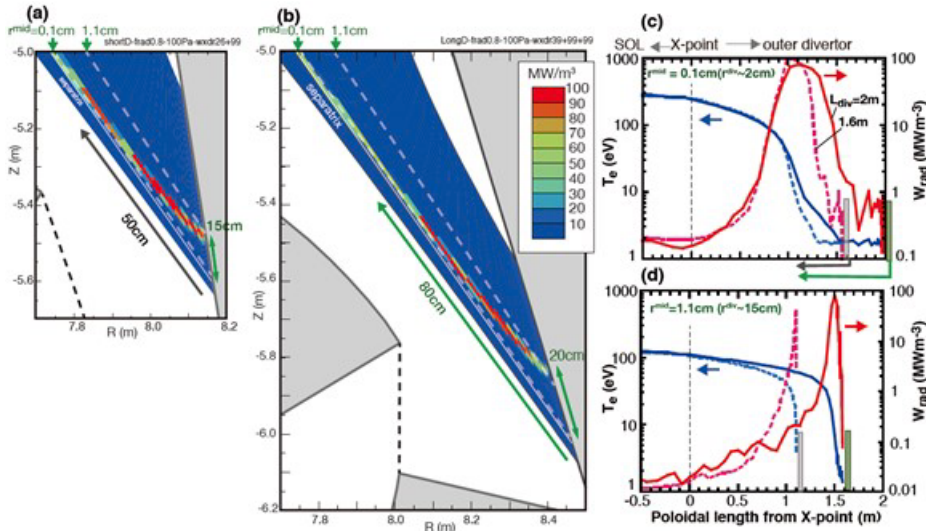 (a)
r^mid=0.1cm 1.1cm
shortD-frad0.8-100Pa-wxdr26+99
-5.0
-5.2
-5.4
-5.6
Z (m)
separatrix
50cm
15cm
7.8 8.0 8.2
R (m)
(b)
r^mid=0.1cm 1.1cm
LongD-frad0.8-100Pa-wxdr39+99+99
-5.0
-5.2
-5.4
-5.6
-5.8
-6.0
-6.2
Z (m)
separatrix
MW/m³
100
90
80
70
60
50
40
30
20
10
80cm
20cm
7.8 8.0 8.2 8.4
R (m)
(c)
SOL X-point outer divertor
r^mid = 0.1cm(r^div~2cm)
L_div=2m
1.6m
1000
100
10
1
T_e (eV)
100
10
1
0.1
W_rad (MWm-3)
(d)
r^mid=1.1cm (r^div~15cm)
1000
100
10
1
T_e (eV)
100
10
1
0.1
0.01
W_rad (MWm-3)
-0.5 0 0.5 1 1.5 2
Poloidal length from X-point (m)